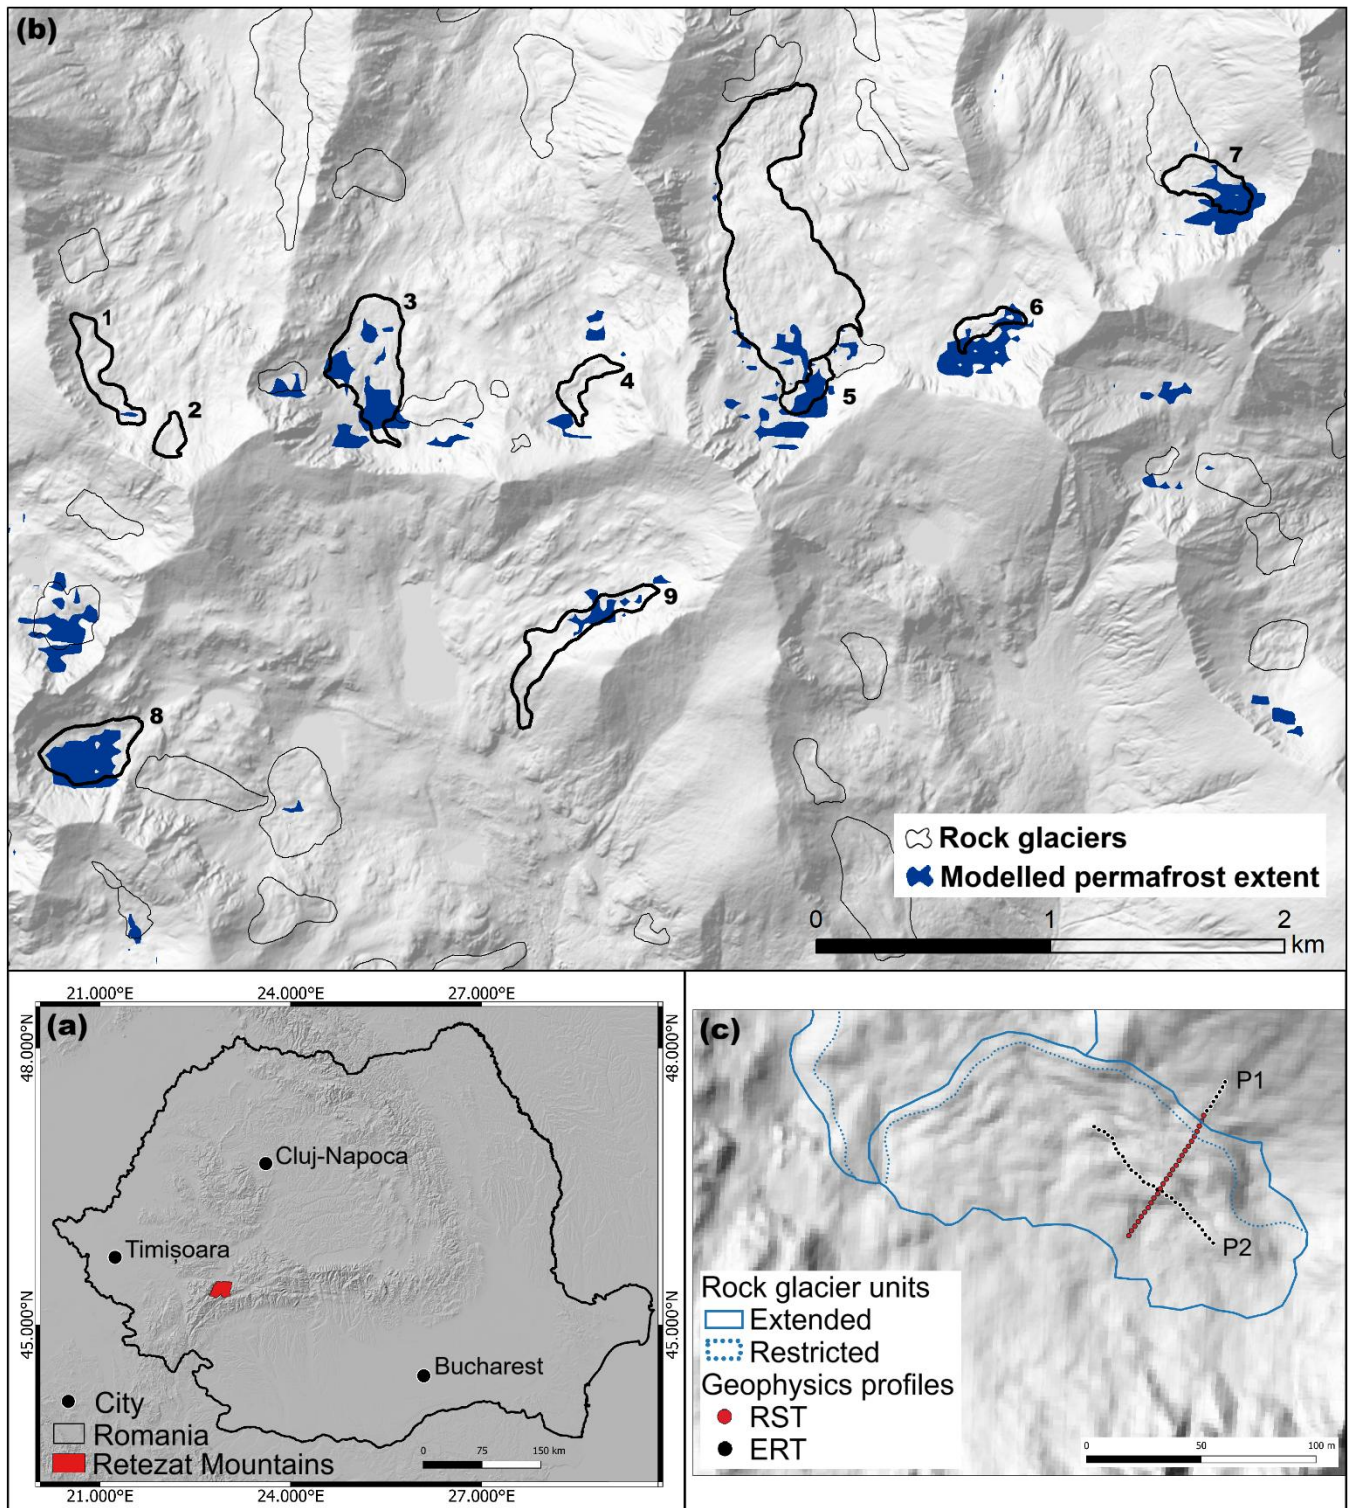 (b)
7
3
6
1
4
2
5
9
8
Rock glaciers
Modelled permafrost extent
0 1 2
km
21.000°E 24.000°E 27.000°E
(a)
48.000°N
48.000°N
Cluj-Napoca
Timișoara
45.000°N
45.000°N
Bucharest
City
Romania
Retezat Mountains
0 75 150 km
21.000°E 24.000°E 27.000°E
(c)
P1
P2
Rock glacier units
Extended
Restricted
Geophysics profiles
RST
ERT
0 50 100 m